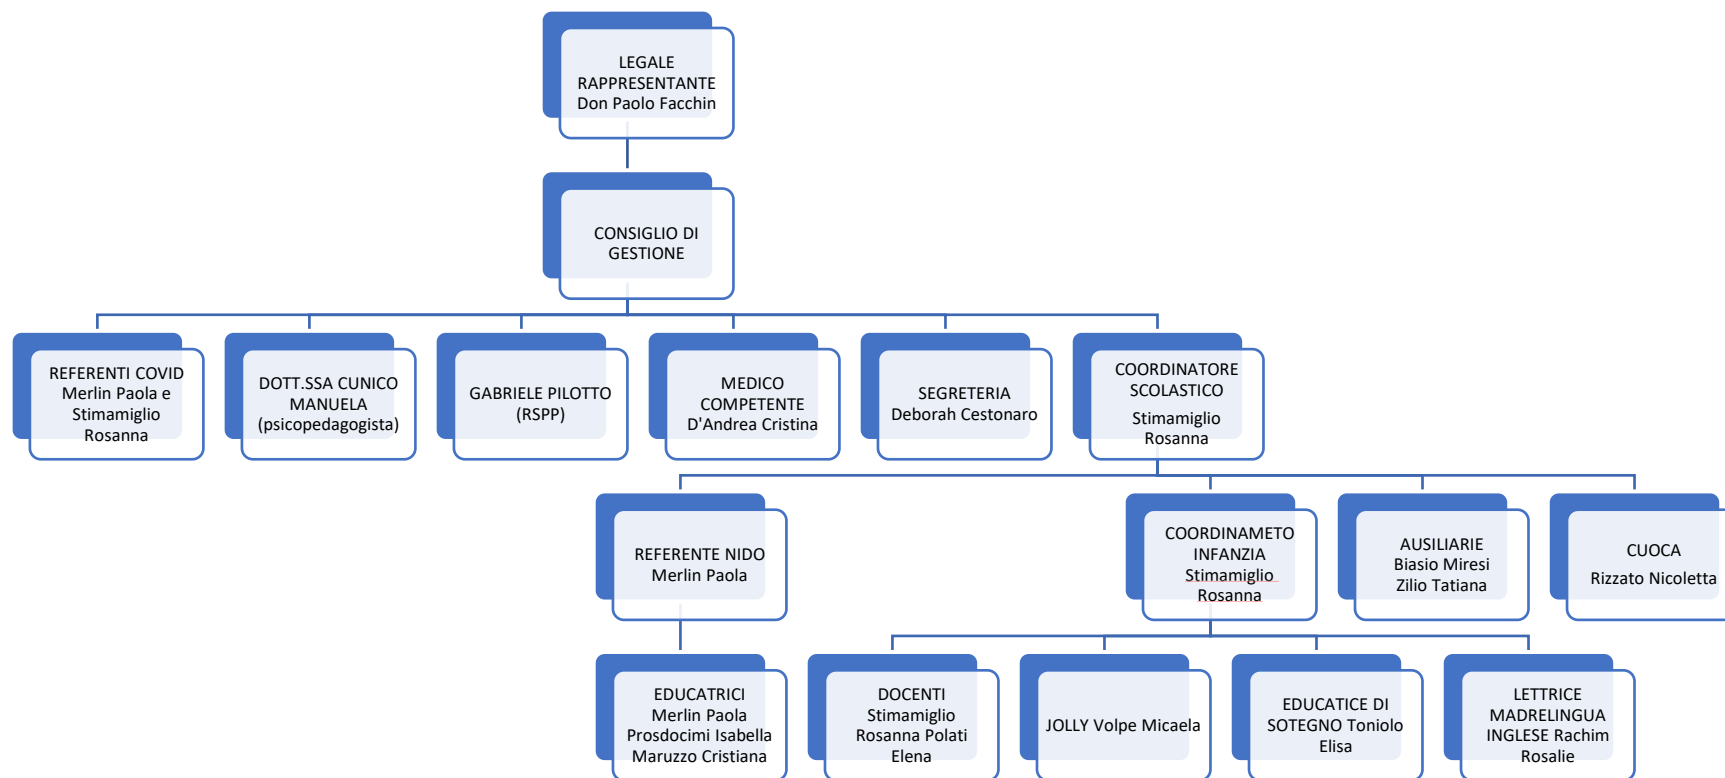 LEGALE
RAPPRESENTANTE
Don Paolo Facchin
CONSIGLIO DI
GESTIONE
REFERENTI COVID
Merlin Paola e
Stimamiglio
Rosanna
DOTT.SSA CUNICO
MANUELA
(psicopedagogista)
GABRIELE PILOTTO
(RSPP)
MEDICO
COMPETENTE
D'Andrea Cristina
SEGRETERIA
Deborah Cestonaro
COORDINATORE
SCOLASTICO
Stimamiglio
Rosanna
REFERENTE NIDO
Merlin Paola
COORDINAMETO
INFANZIA
Stimamiglio
Rosanna
AUSILIARIE
Biasio Miresi
Zilio Tatiana
CUOCA
Rizzato Nicoletta
EDUCATRICI
Merlin Paola
Prosdocimi Isabella
Maruzzo Cristiana
DOCENTI
Stimamiglio
Rosanna Polati
Elena
JOLLY Volpe Micaela
EDUCATICE DI
SOTEGNO Toniolo
Elisa
LETTRICE
MADRELINGUA
INGLESE Rachim
Rosalie